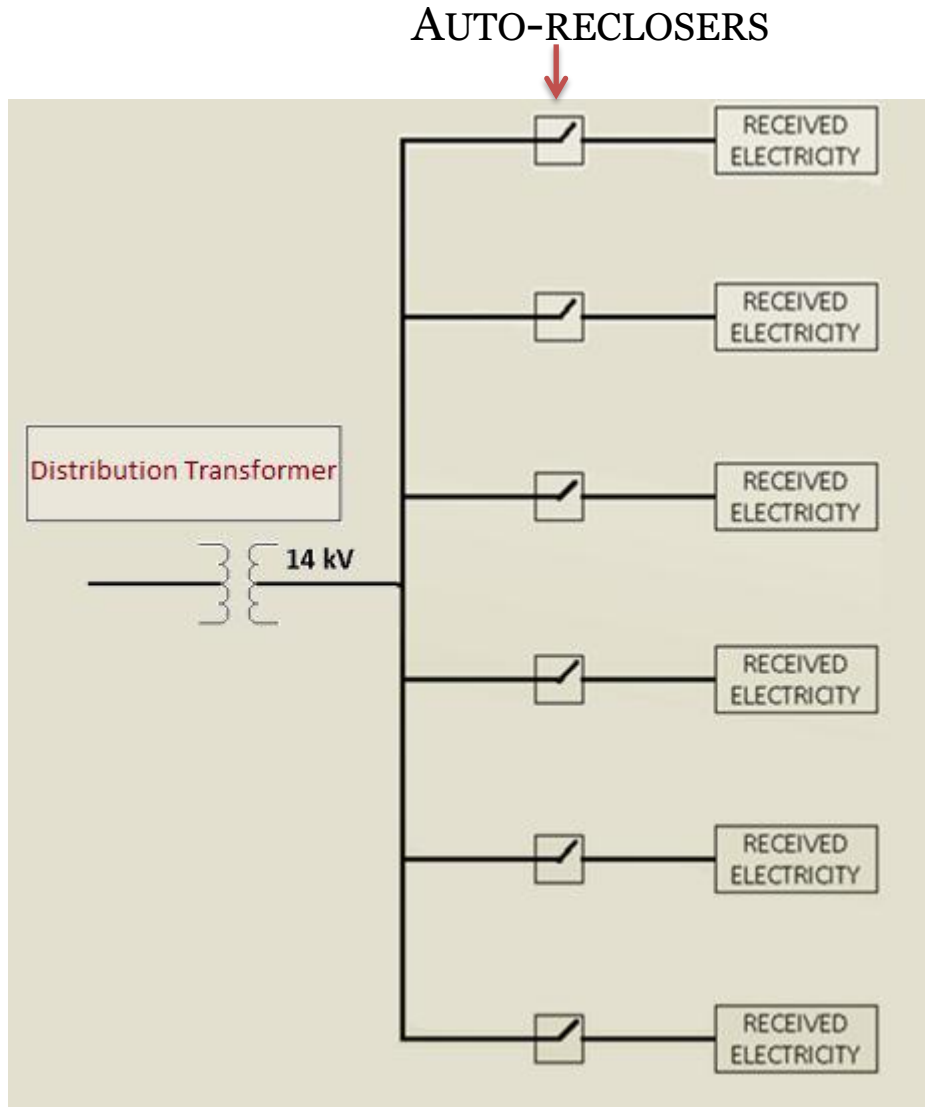 AUTO-RECLOSERS
RECEIVED
ELECTRICITY
RECEIVED
ELECTRICITY
Distribution Transformer
RECEIVED
ELECTRICITY
14 kV
RECEIVED
ELECTRICITY
RECEIVED
ELECTRICITY
RECEIVED
ELECTRICITY